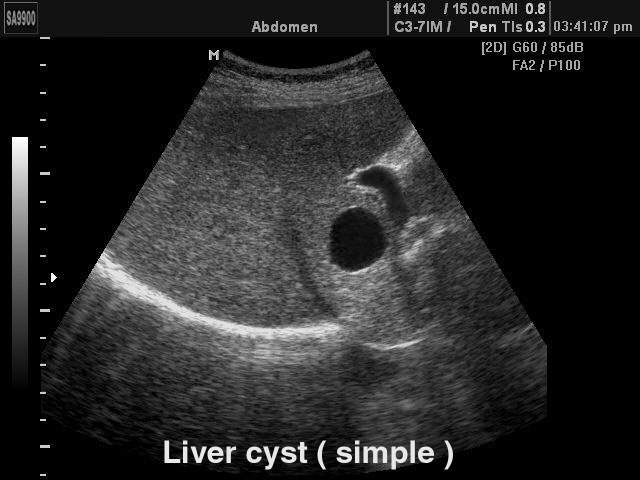 SA9900
Abdomen
#143 / 15.0cm MI 0.8
C3-7IM / Pen TIs 0.3
03:41:07 pm
[2D] G60 / 85dB
FA2 / P100
M
Liver cyst ( simple )